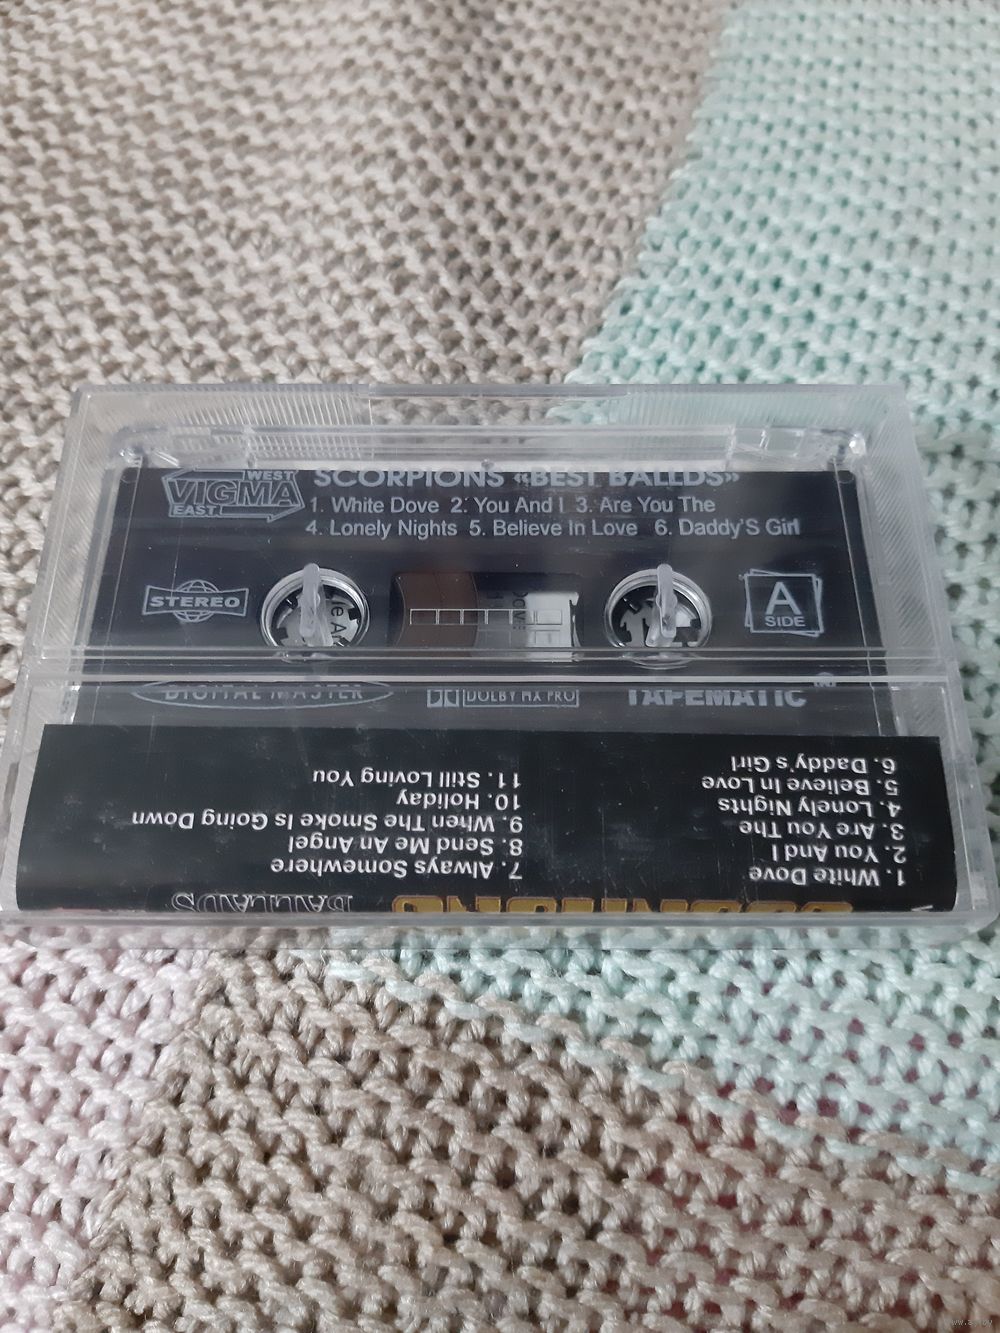 WEST
VIGMA
EAST
SCORPIONS «BEST BALLDS»
1. White Dove 2. You And I 3. Are You The
4. Lonely Nights 5. Believe In Love 6. Daddy'S Girl
STEREO
A
SIDE
DIGITAL MASTER
DOLBY HX PRO
TAPEMATIC
SCORPIONS
BALLADS
1. White Dove
2. You And I
3. Are You The
4. Lonely Nights
5. Believe In Love
6. Daddy's Girl
7. Always Somewhere
8. Send Me An Angel
9. When The Smoke Is Going Down
10. Holiday
11. Still Loving You